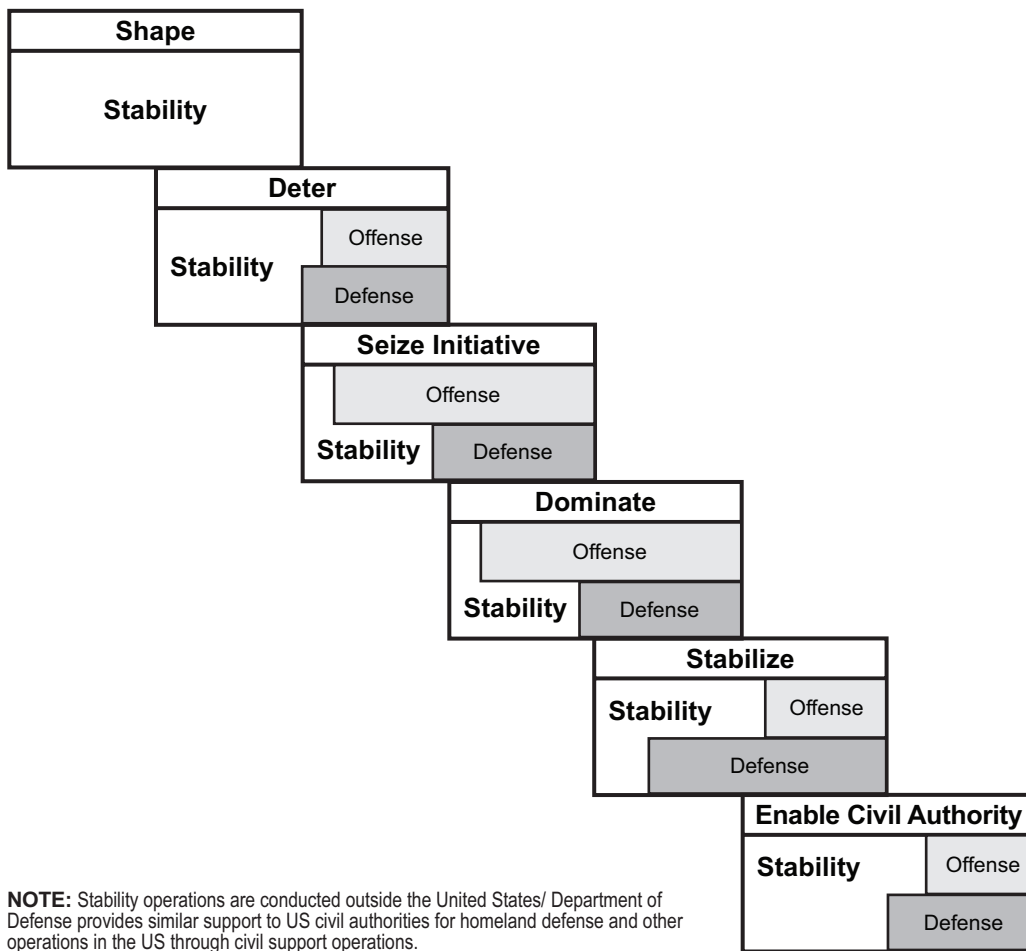 Shape
Stability
Deter
Offense
Stability
Defense
Seize Initiative
Offense
Stability
Defense
Dominate
Offense
Stability
Defense
Stabilize
Stability
Offense
Defense
Enable Civil Authority
Stability
Offense
Defense
NOTE: Stability operations are conducted outside the United States/ Department of
Defense provides similar support to US civil authorities for homeland defense and other
operations in the US through civil support operations.